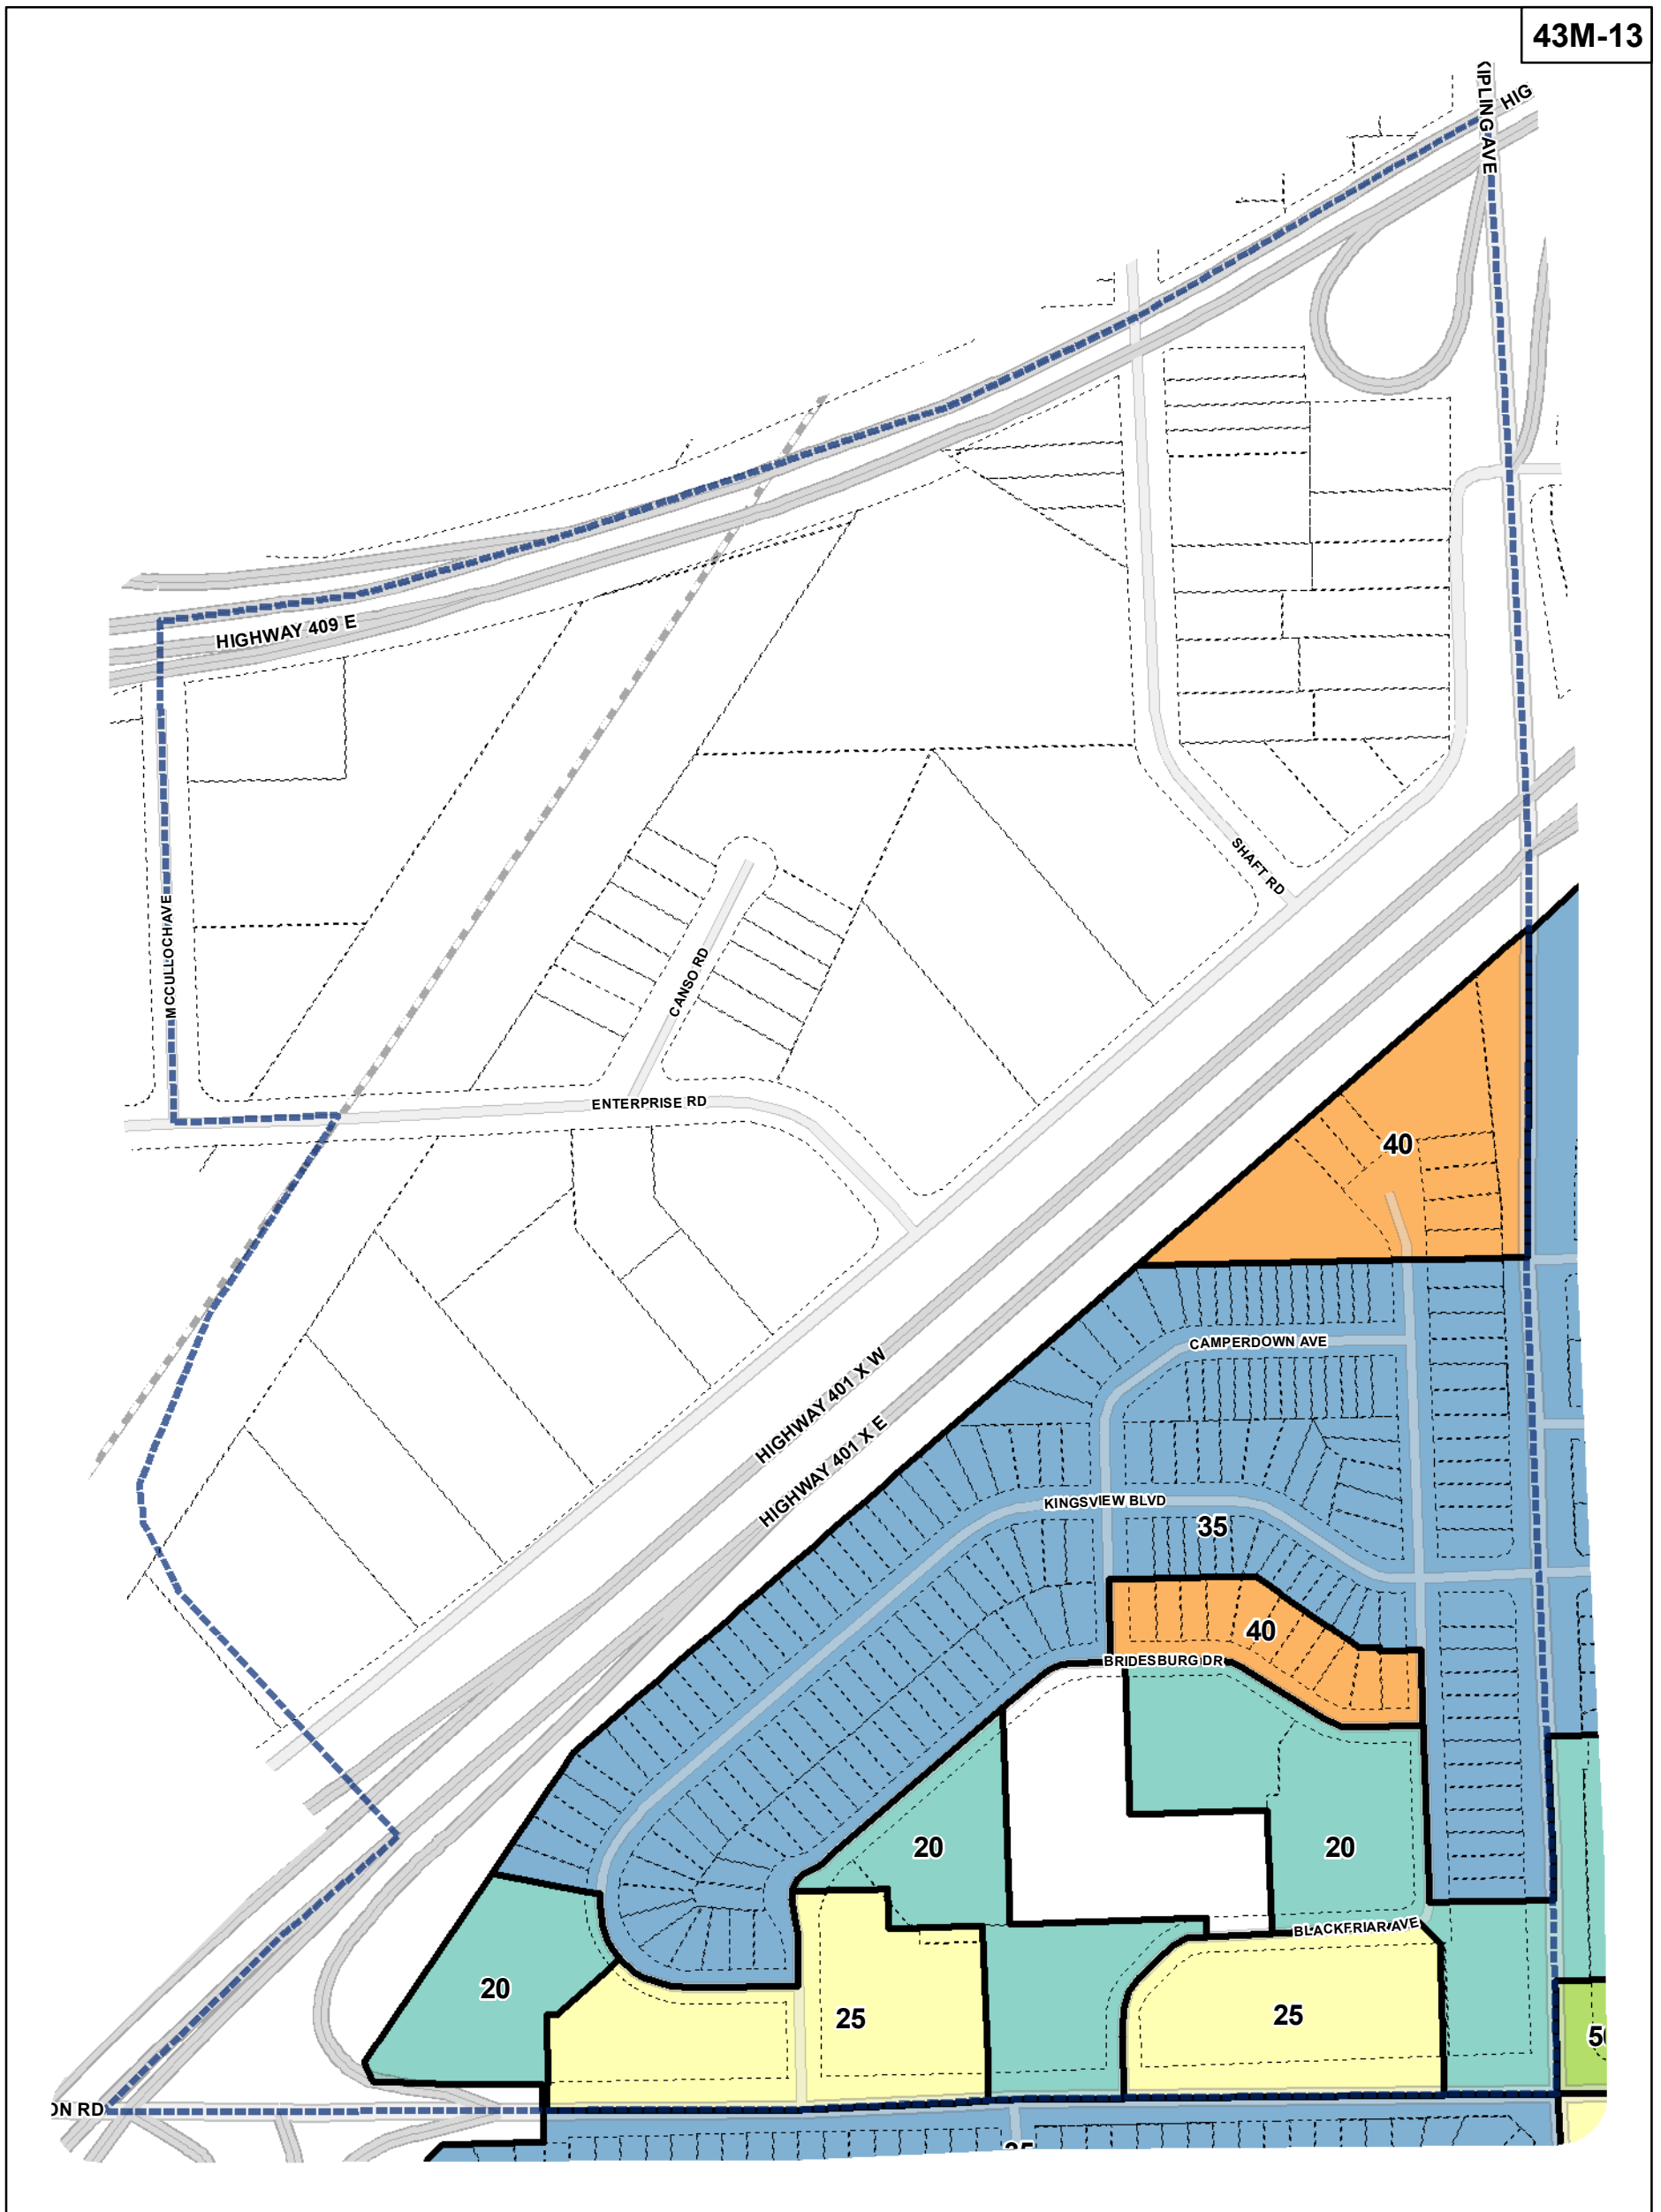 43M-13
KIPLING AVE
HIG
HIGHWAY 409 E
SHAFT RD
MCCULLOCH AVE
CANSO RD
ENTERPRISE RD
40
CAMPERDOWN AVE
HIGHWAY 401 X W
HIGHWAY 401 X E
KINGSVIEW BLVD
35
40
BRIDESBURG DR
20
20
BLACKFRIAR AVE
20
25
25
ON RD